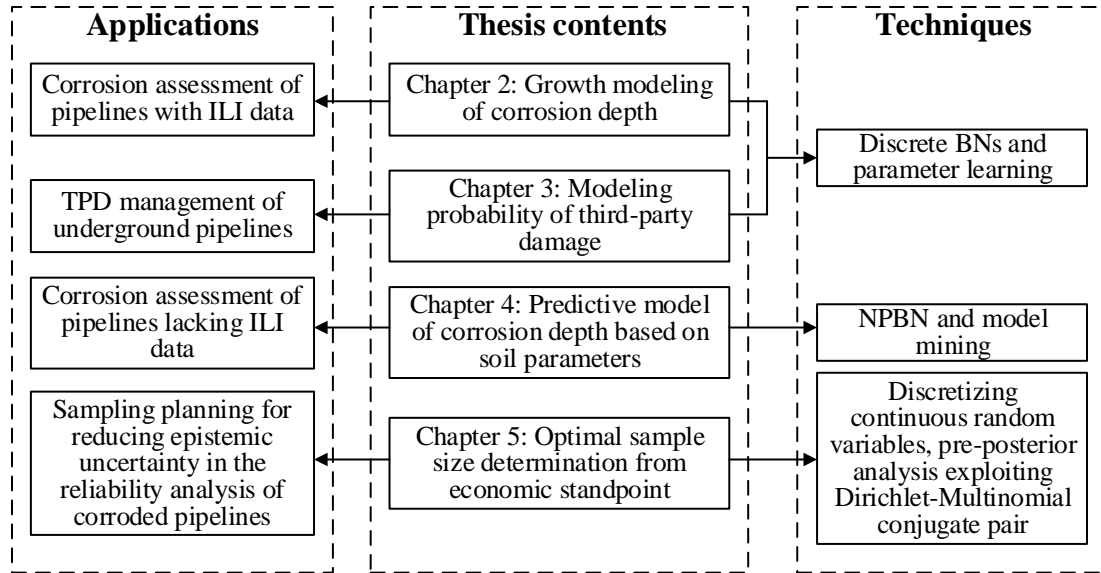 Applications
Corrosion assessment of
pipelines with ILI data
TPD management of
underground pipelines
Corrosion assessment of
pipelines lacking ILI
data
Sampling planning for
reducing epistemic
uncertainty in the
reliability analysis of
corroded pipelines
Thesis contents
Chapter 2: Growth modeling
of corrosion depth
Chapter 3: Modeling
probability of third-party
damage
Chapter 4: Predictive model
of corrosion depth based on
soil parameters
Chapter 5: Optimal sample
size determination from
economic standpoint
Techniques
Discrete BNs and
parameter learning
NPBN and model
mining
Discretizing
continuous random
variables, pre-posterior
analysis exploiting
Dirichlet-Multinomial
conjugate pair